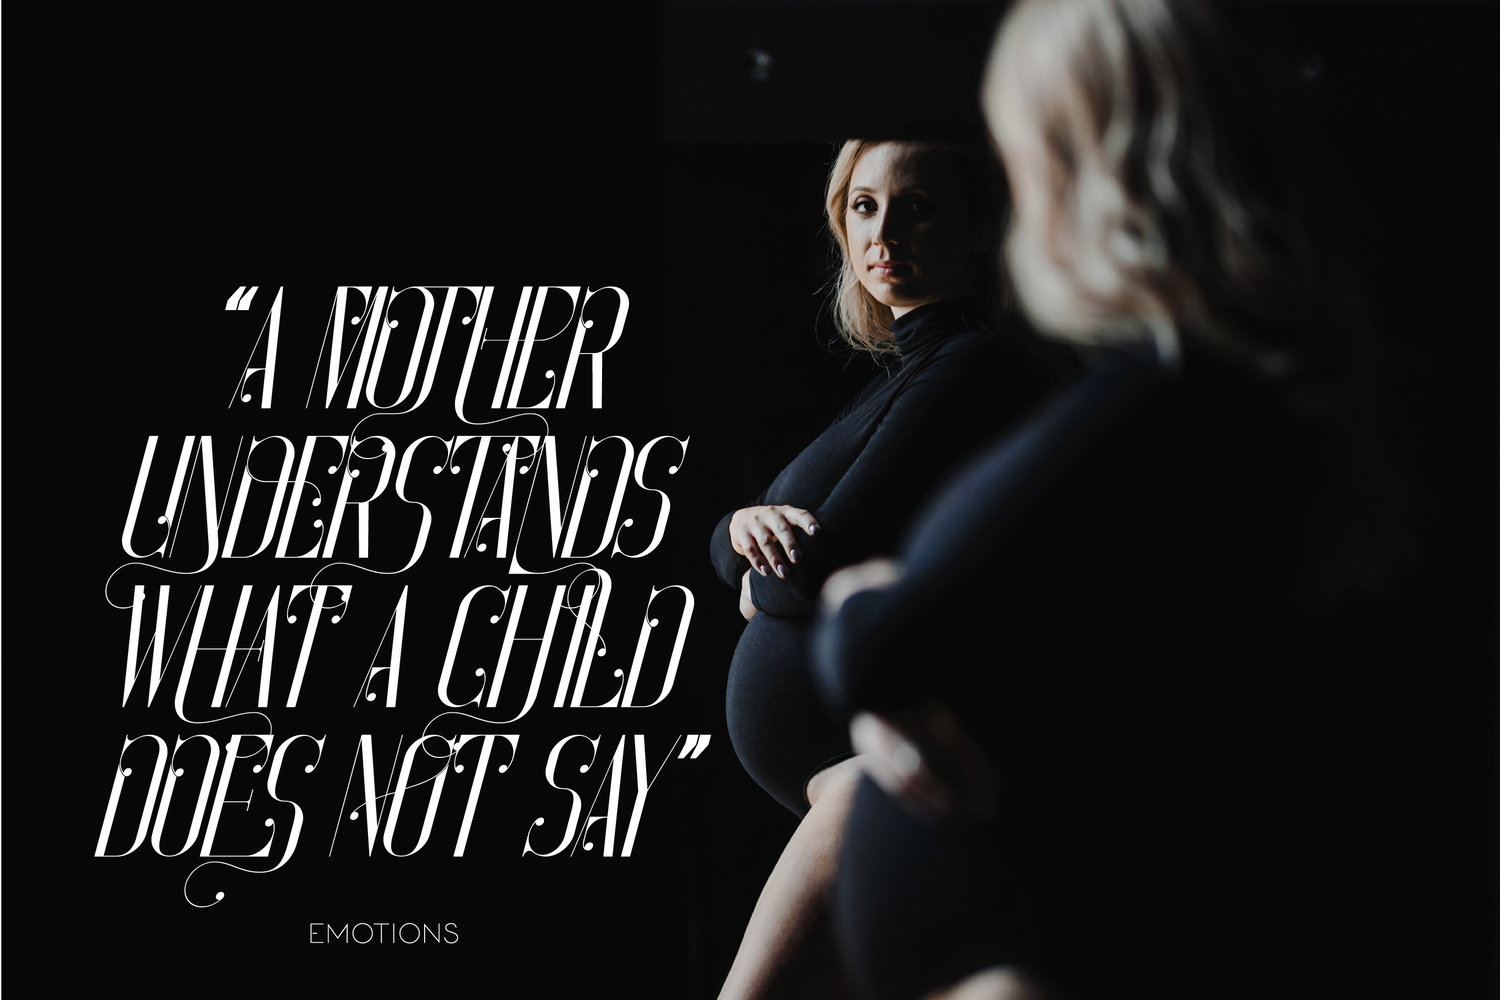 “A MOTHER
UNDERSTANDS
WHAT A CHILD
DOES NOT SAY”
EMOTIONS